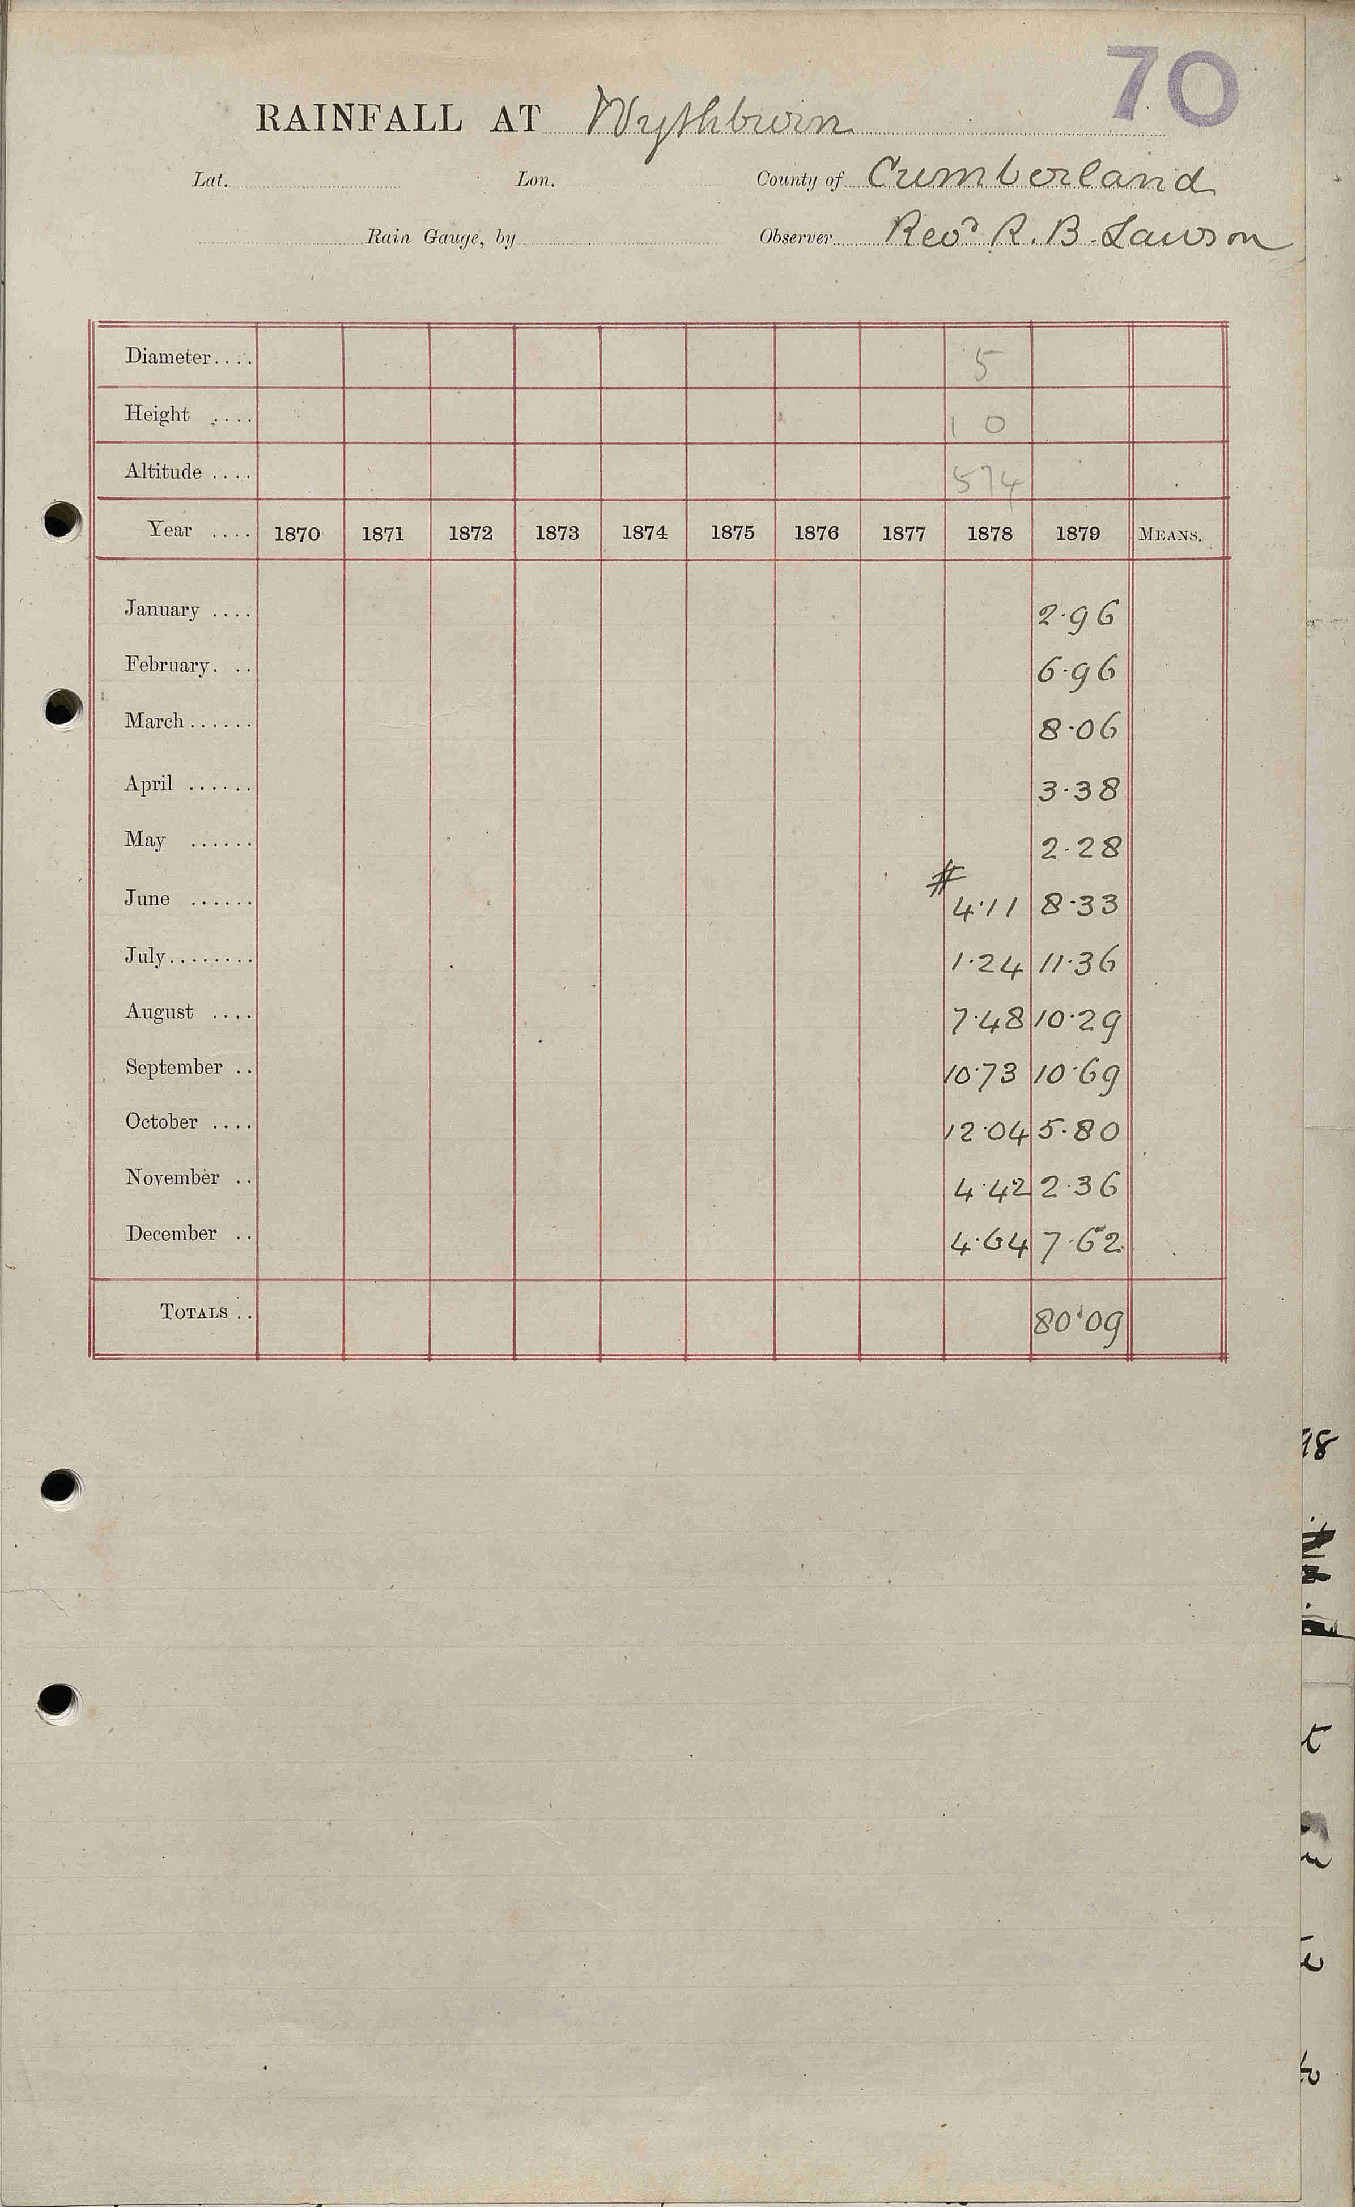 70
RAINFALL AT Wythburn
Lat. Lon. County of Cumberland
Rain Gauge, by Observer Revd R. B. Lawson
Diameter.... 5
Height .... 1 0
Altitude .... 574
Year .... 1870 1871 1872 1873 1874 1875 1876 1877 1878 1879 MEANS.
January .... 2.96
February. .. 6.96
March...... 8.06
April ...... 3.38
May ...... 2.28
#
June ...... 4.11 8.33
July........ 1.24 11.36
August .... 7.48 10.29
September .. 10.73 10.69
October .... 12.04 5.80
November .. 4.42 2.36
December .. 4.64 7.62
TOTALS .. 80.09
98